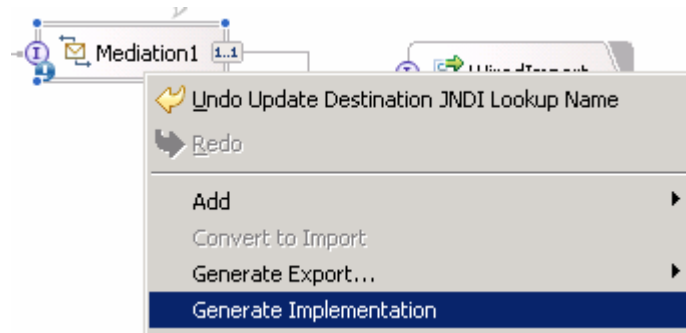 Mediation1 1..1
Undo Update Destination JNDI Lookup Name
Redo
Add
Convert to Import
Generate Export...
Generate Implementation